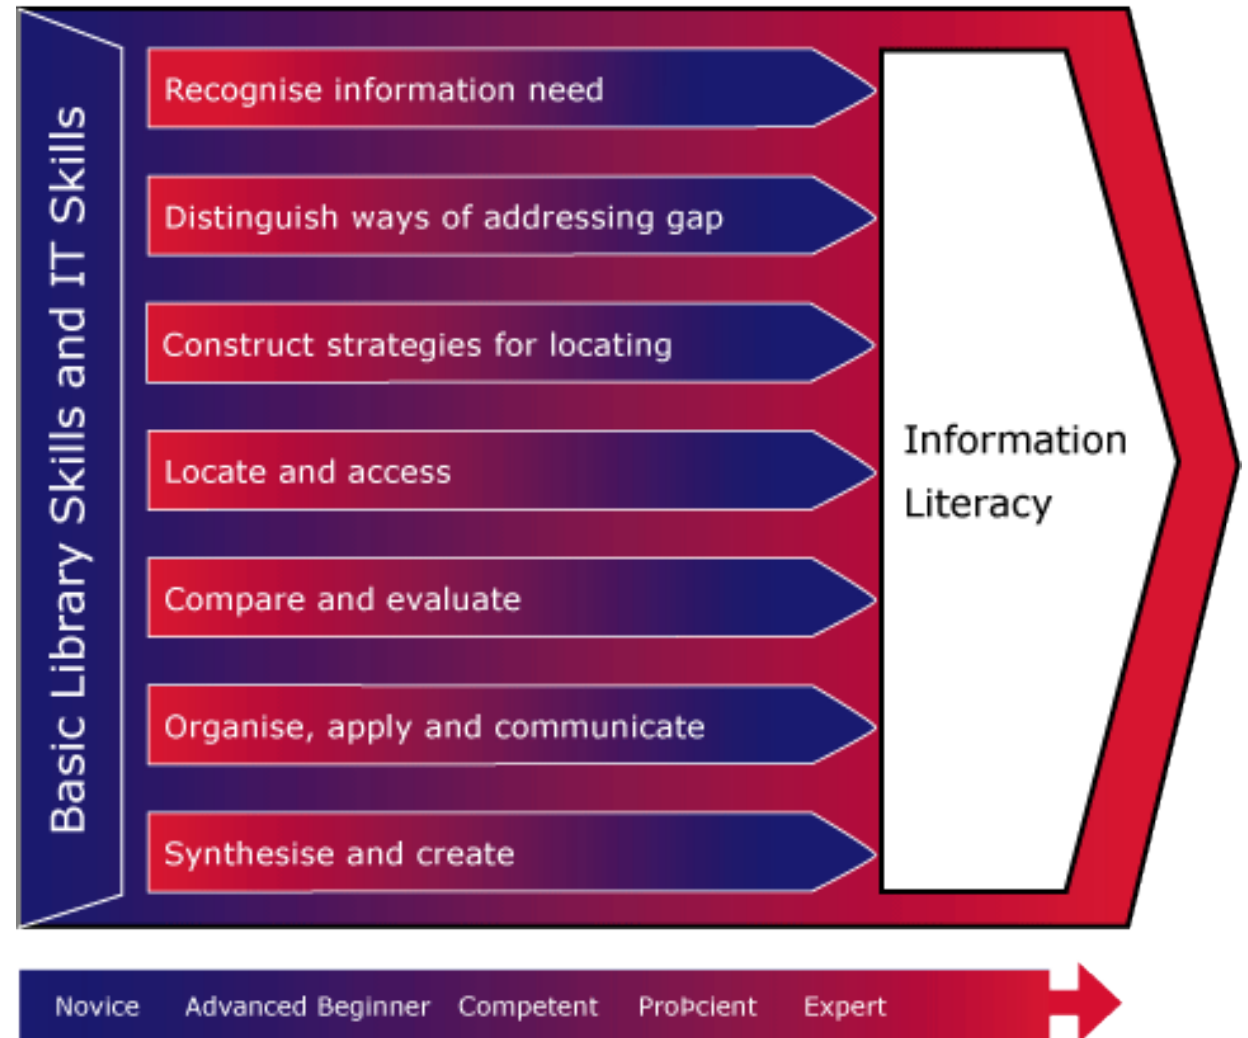 Basic Library Skills and IT Skills
Recognise information need
Distinguish ways of addressing gap
Construct strategies for locating
Locate and access
Compare and evaluate
Organise, apply and communicate
Synthesise and create
Information
Literacy
Novice Advanced Beginner Competent ProÞcient Expert